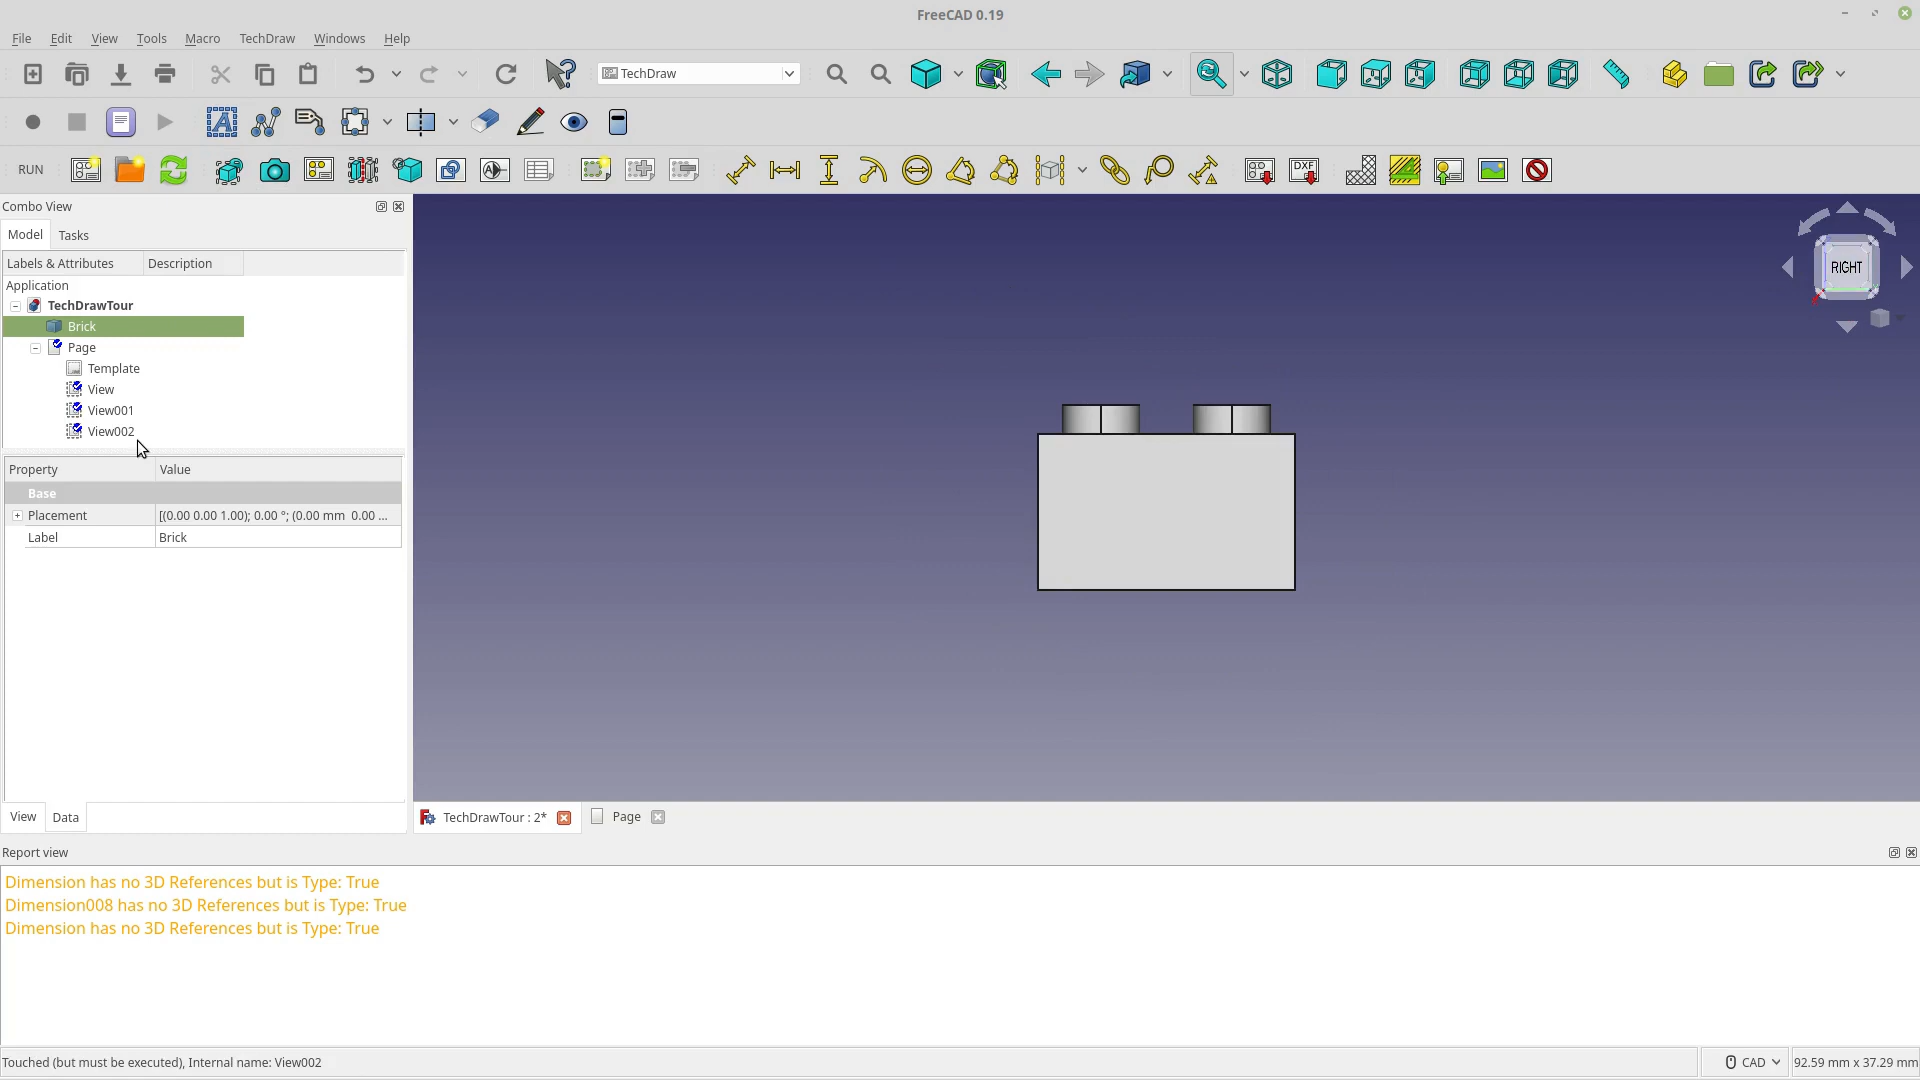 FreeCAD 0.19
File Edit View Tools Macro TechDraw Windows Help
TechDraw
RUN
DXF
Combo View
Model Tasks
Labels & Attributes Description
Application
TechDrawTour
Brick
Page
Template
View
View001
View002
Property Value
Base
Placement [(0.00 0.00 1.00); 0.00 °; (0.00 mm 0.00 ...
Label Brick
RIGHT
View Data
TechDrawTour : 2* Page
Report view
Dimension has no 3D References but is Type: True
Dimension008 has no 3D References but is Type: True
Dimension has no 3D References but is Type: True
Touched (but must be executed), Internal name: View002
CAD 92.59 mm x 37.29 mm